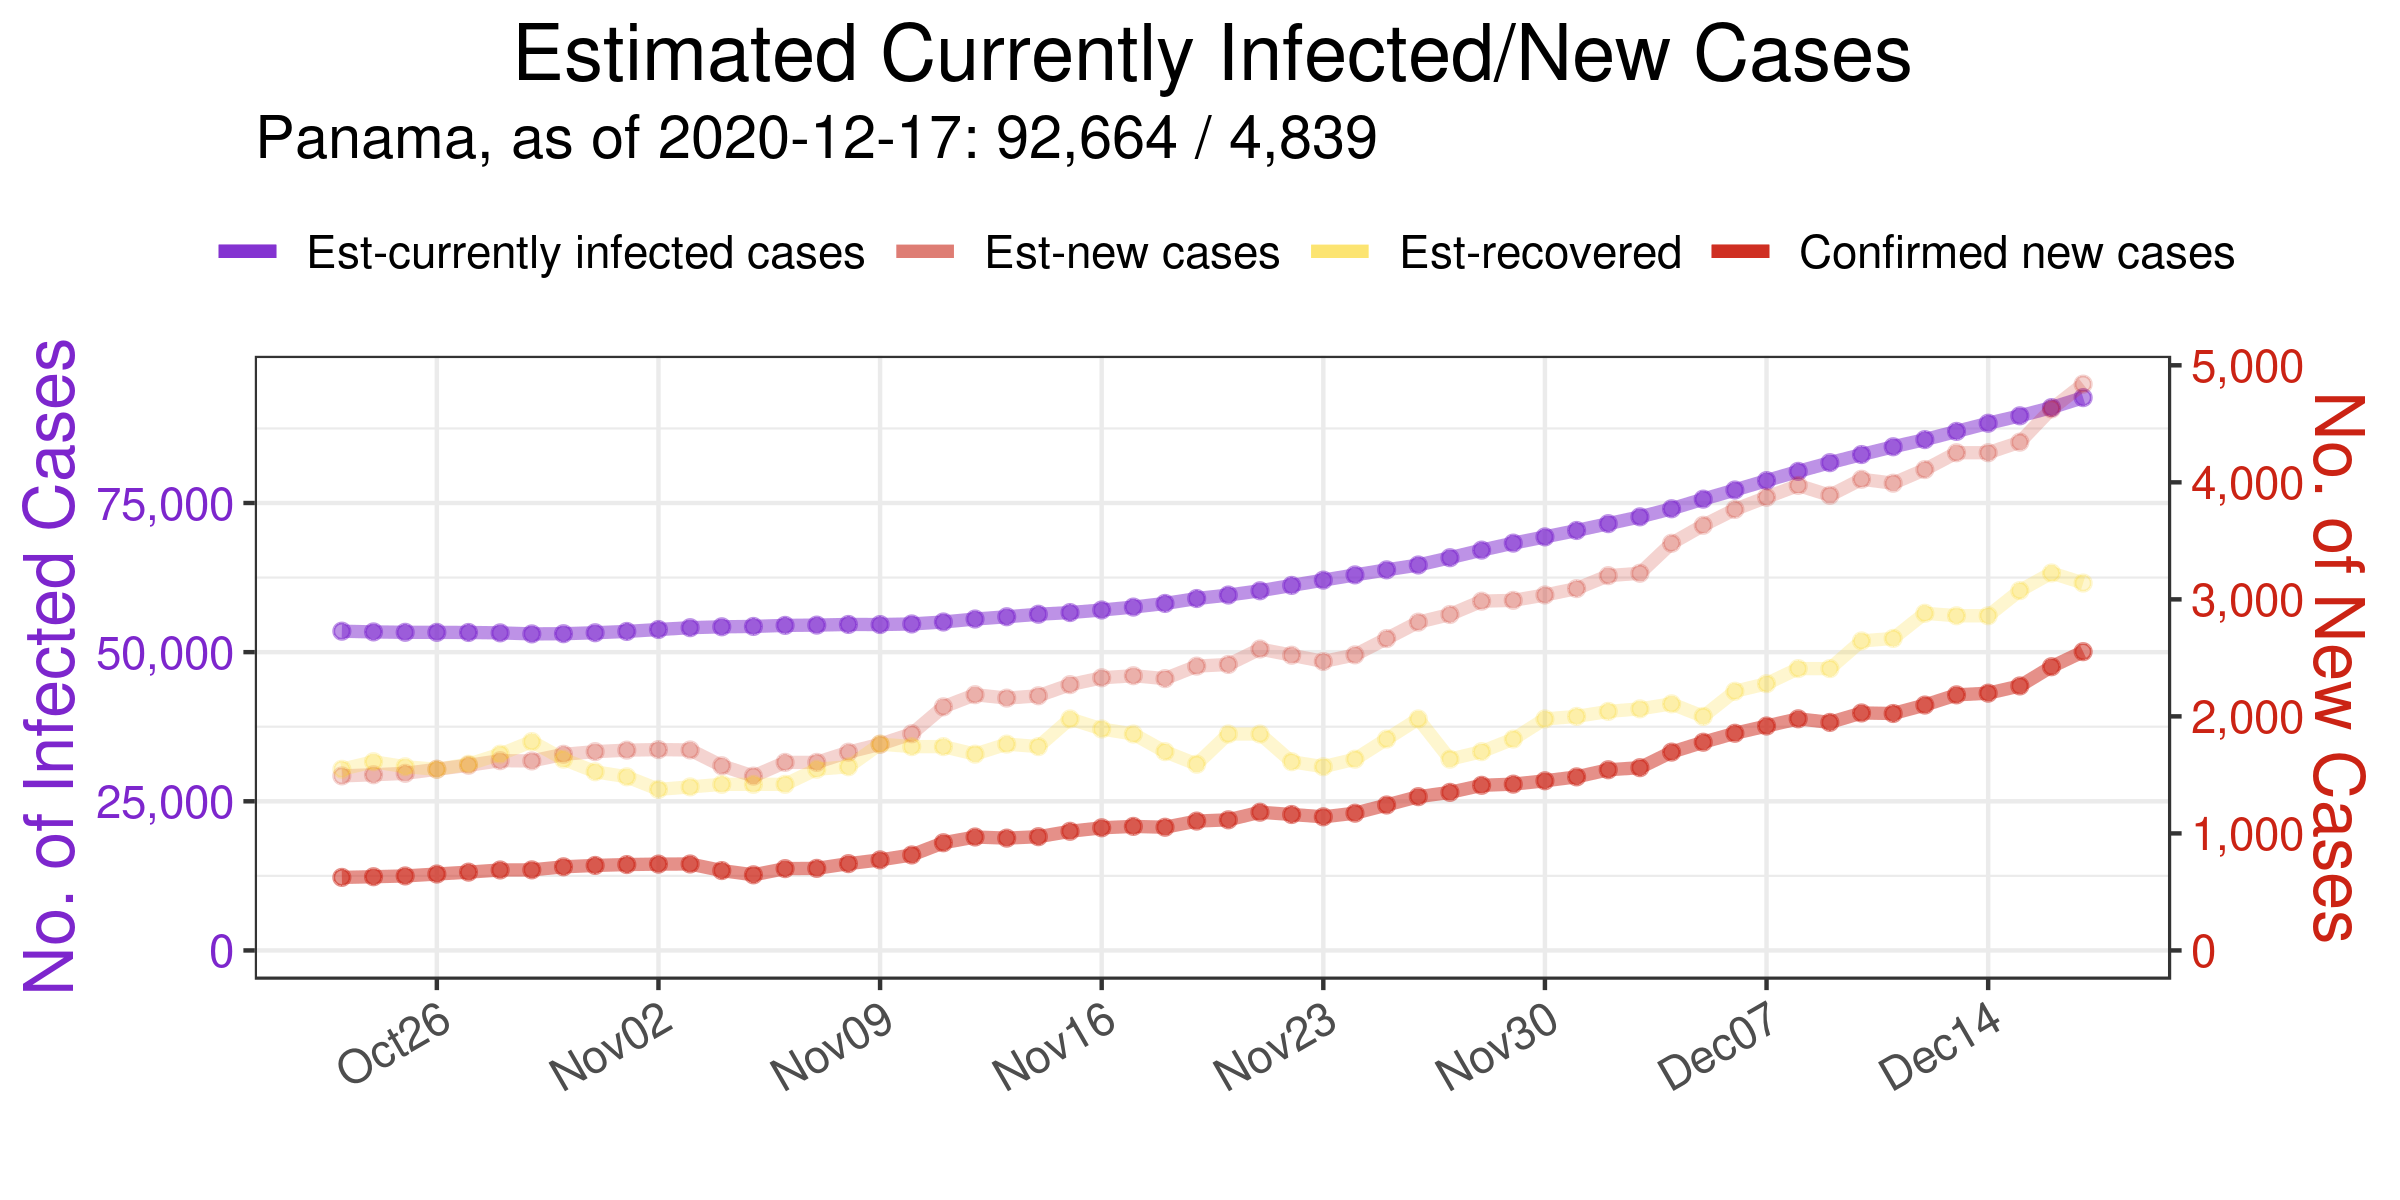 Estimated Currently Infected/New Cases
Panama, as of 2020-12-17: 92,664 / 4,839
Est-currently infected cases Est-new cases Est-recovered Confirmed new cases
No. of Infected Cases
75,000
50,000
25,000
0
5,000
4,000
3,000
2,000
1,000
0
No. of New Cases
Oct26 Nov02 Nov09 Nov16 Nov23 Nov30 Dec07 Dec14